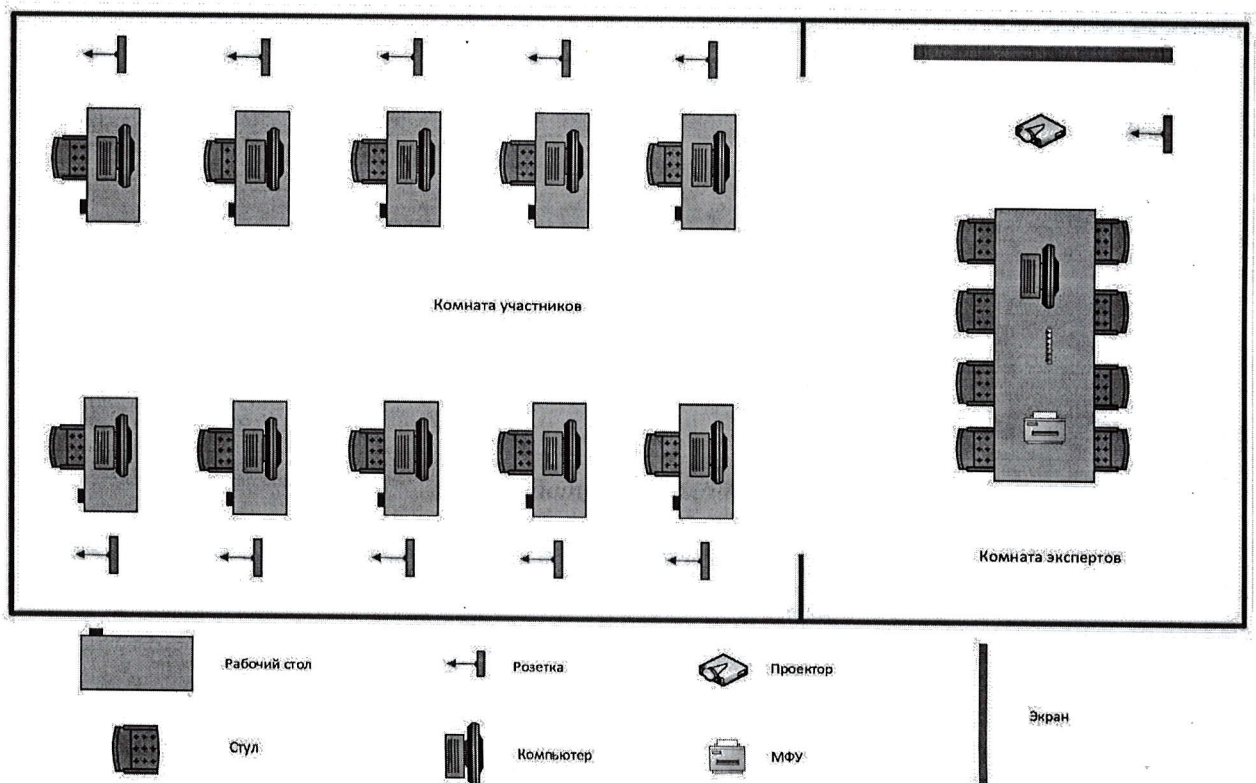 Комната участников
Комната экспертов
Рабочий стол
Розетка
Проектор
Экран
Стул
Компьютер
МФУ